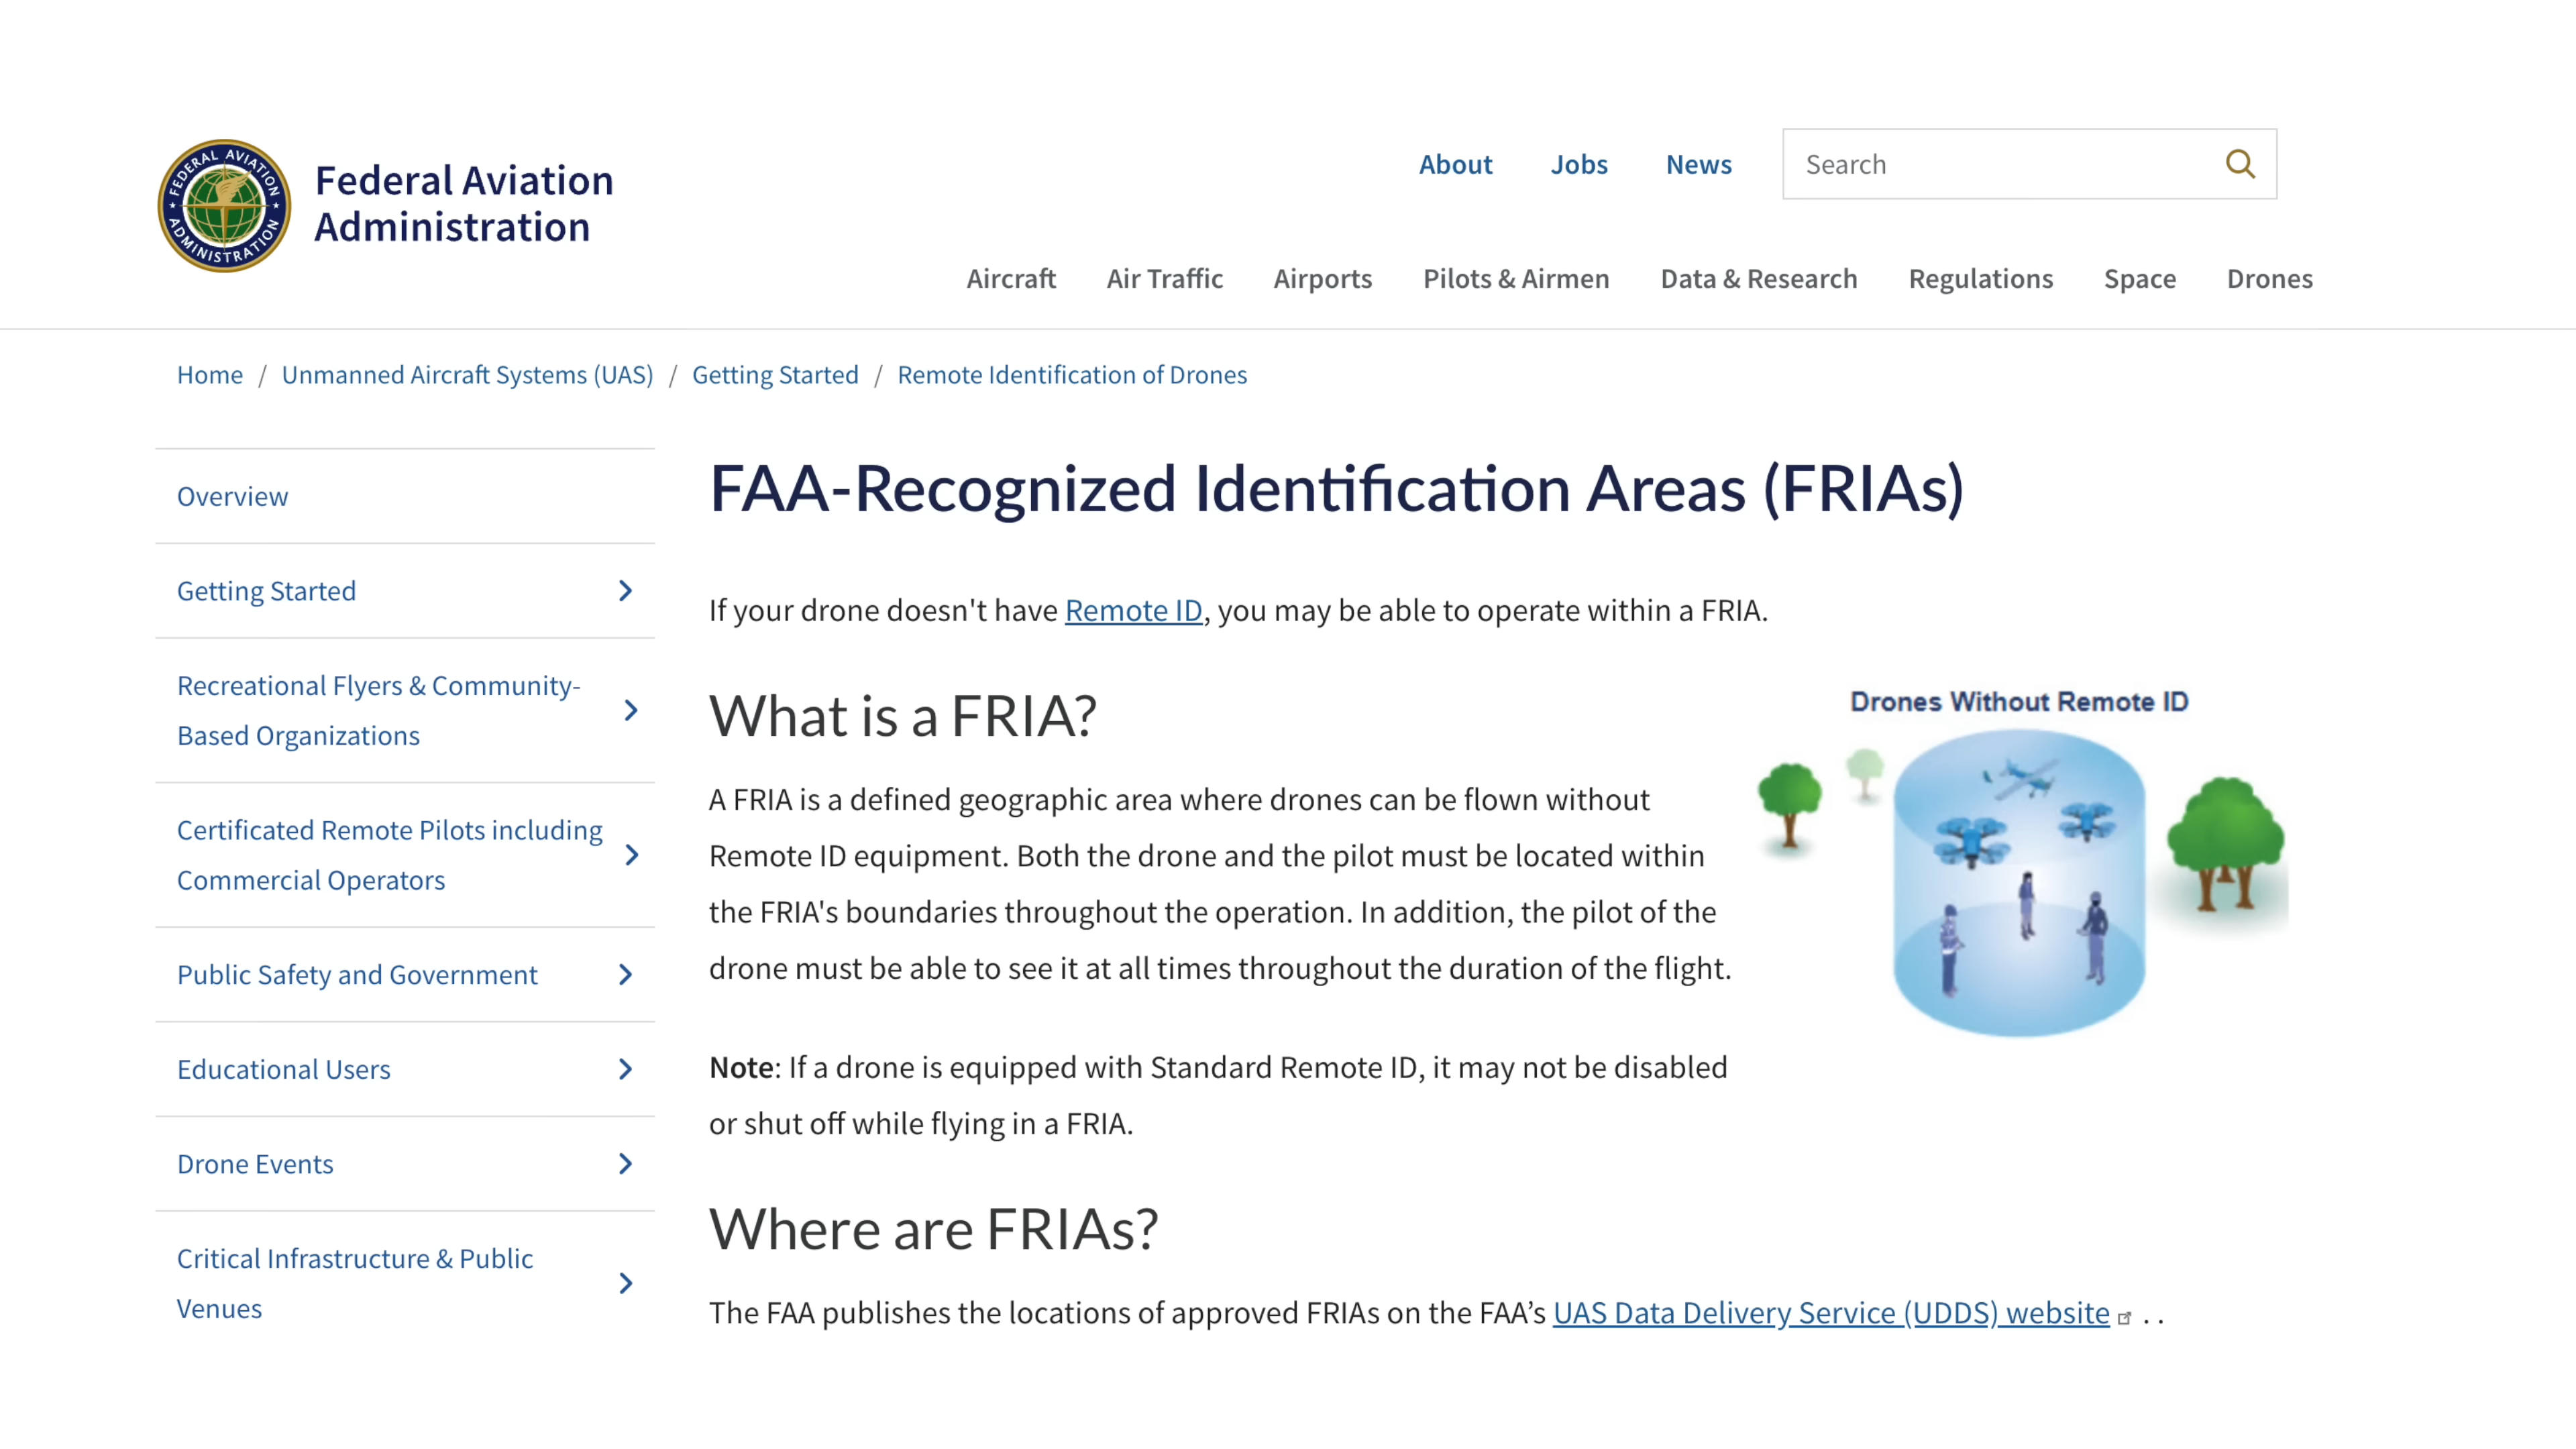 FEDERAL AVIATION
ADMINISTRATION
Federal Aviation
Administration
About
Jobs
News
Search
Aircraft
Air Traffic
Airports
Pilots & Airmen
Data & Research
Regulations
Space
Drones
Home / Unmanned Aircraft Systems (UAS) / Getting Started / Remote Identification of Drones
Overview
Getting Started
Recreational Flyers & Community-
Based Organizations
Certificated Remote Pilots including
Commercial Operators
Public Safety and Government
Educational Users
Drone Events
Critical Infrastructure & Public
Venues
FAA-Recognized Identification Areas (FRIAs)
If your drone doesn't have Remote ID, you may be able to operate within a FRIA.
What is a FRIA?
A FRIA is a defined geographic area where drones can be flown without
Remote ID equipment. Both the drone and the pilot must be located within
the FRIA's boundaries throughout the operation. In addition, the pilot of the
drone must be able to see it at all times throughout the duration of the flight.
Note: If a drone is equipped with Standard Remote ID, it may not be disabled
or shut off while flying in a FRIA.
Drones Without Remote ID
Where are FRIAs?
The FAA publishes the locations of approved FRIAs on the FAA’s UAS Data Delivery Service (UDDS) website . .